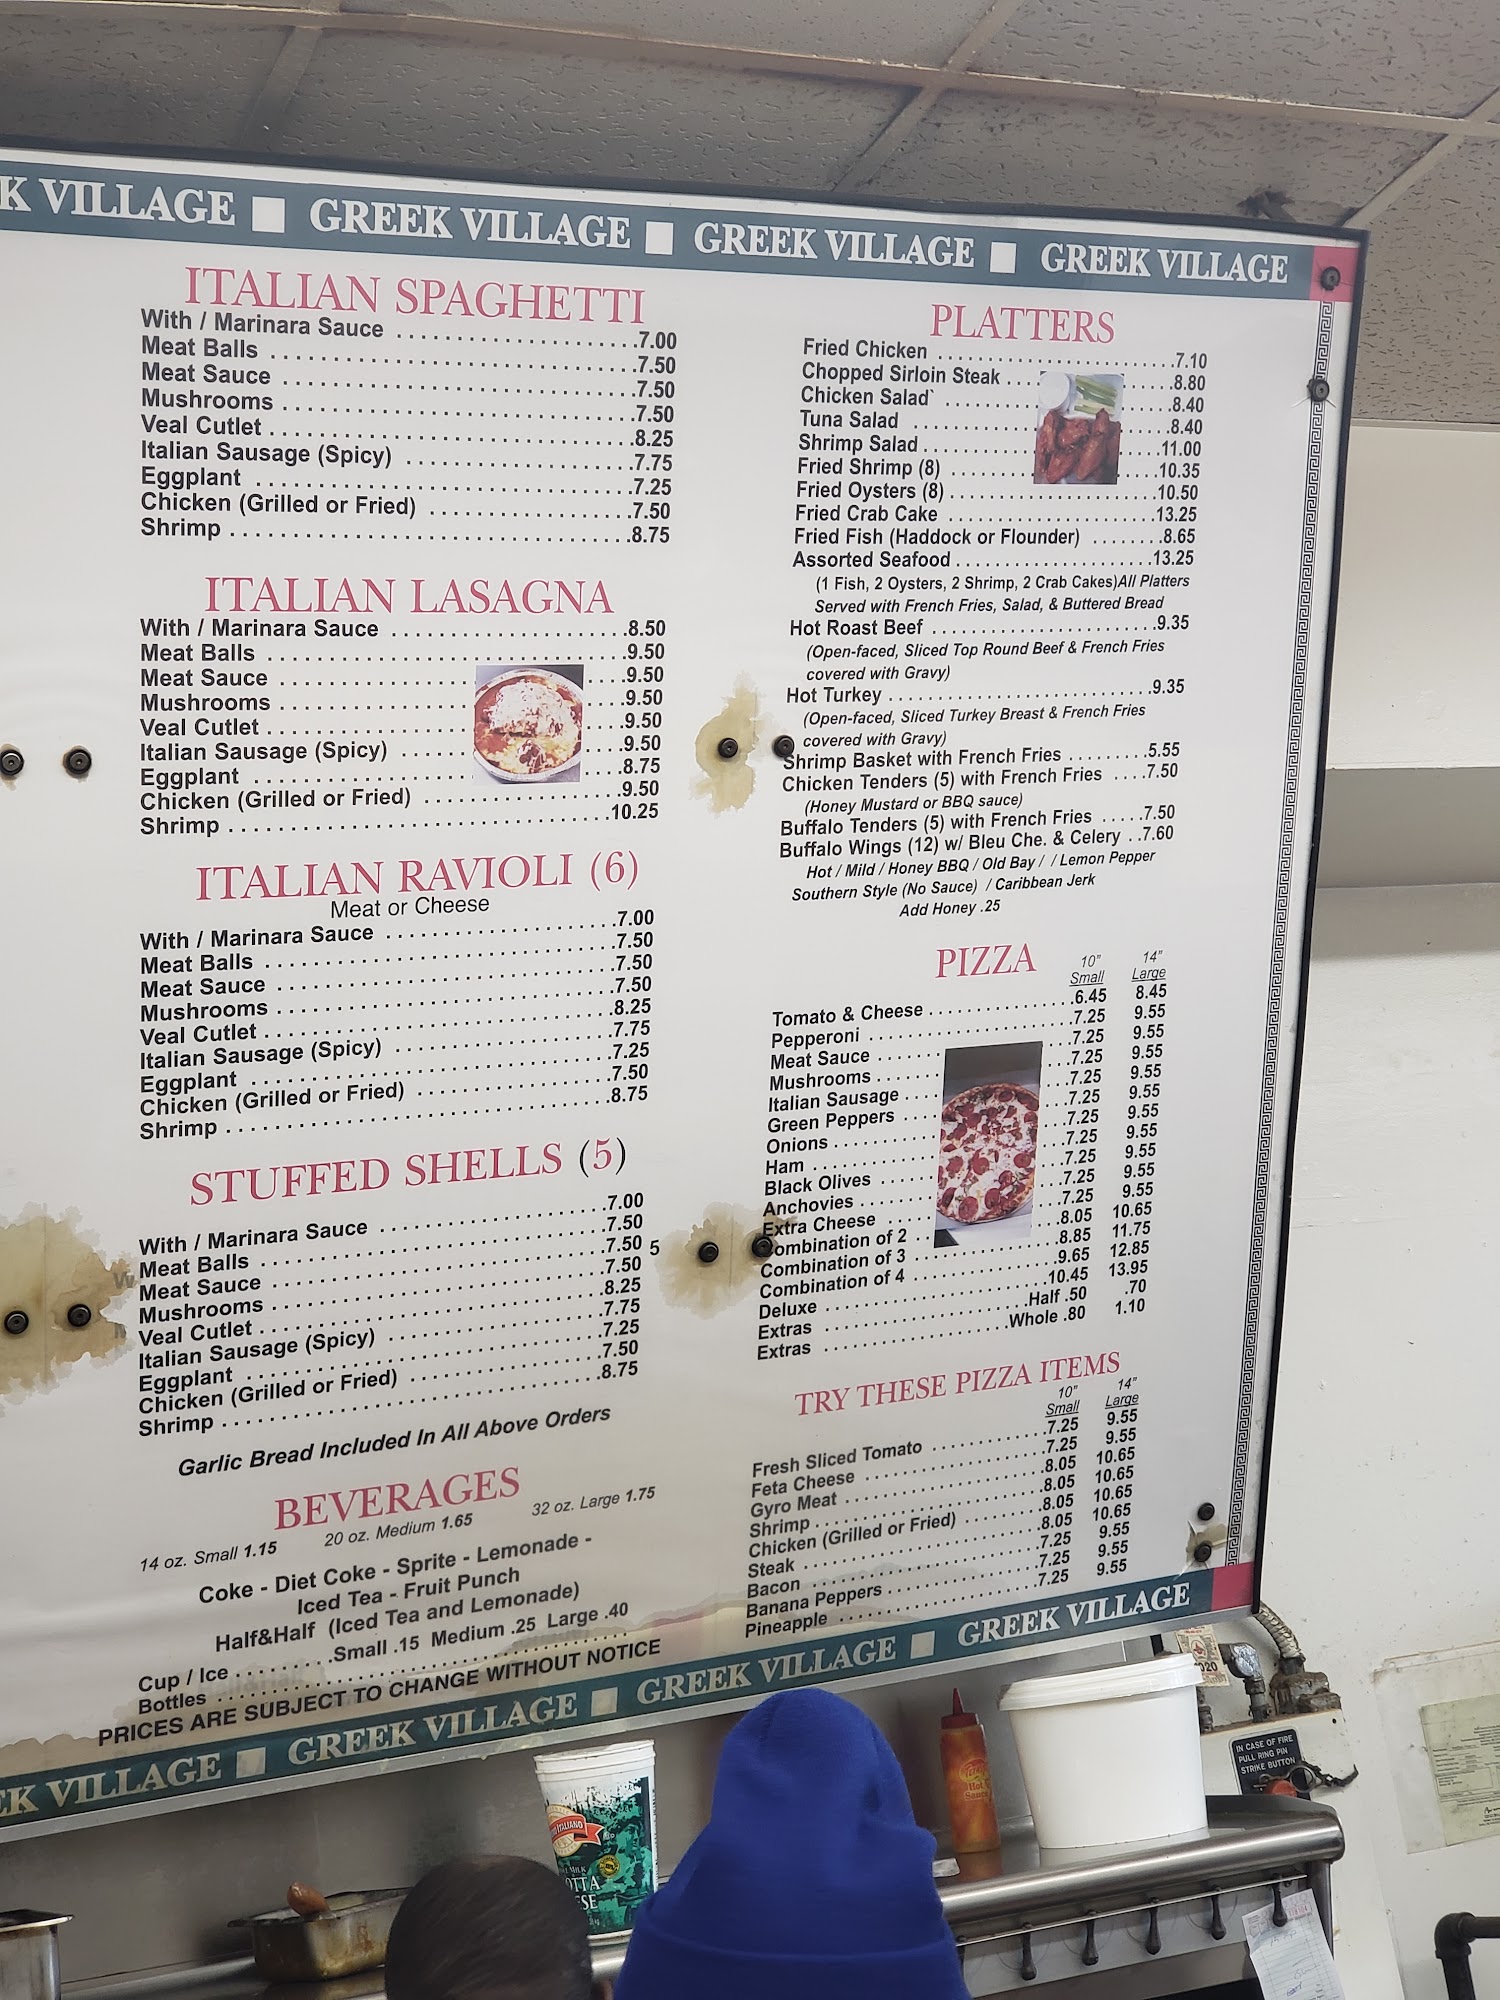 K VILLAGE ■ GREEK VILLAGE ■ GREEK VILLAGE ■ GREEK VILLAGE
ITALIAN SPAGHETTI
With / Marinara Sauce 7.00
Meat Balls 7.50
Meat Sauce 7.50
Mushrooms 7.50
Veal Cutlet 8.25
Italian Sausage (Spicy) 7.75
Eggplant 7.25
Chicken (Grilled or Fried) 7.50
Shrimp 8.75
ITALIAN LASAGNA
With / Marinara Sauce 8.50
Meat Balls 9.50
Meat Sauce 9.50
Mushrooms 9.50
Veal Cutlet 9.50
Italian Sausage (Spicy) 9.50
Eggplant 8.75
Chicken (Grilled or Fried) 9.50
Shrimp 10.25
ITALIAN RAVIOLI (6)
Meat or Cheese
With / Marinara Sauce 7.00
Meat Balls 7.50
Meat Sauce 7.50
Mushrooms 7.50
Veal Cutlet 8.25
Italian Sausage (Spicy) 7.75
Eggplant 7.25
Chicken (Grilled or Fried) 7.50
Shrimp 8.75
STUFFED SHELLS (5)
With / Marinara Sauce 7.00
Meat Balls 7.50
Meat Sauce 7.50 5
Mushrooms 7.50
Veal Cutlet 8.25
Italian Sausage (Spicy) 7.75
Eggplant 7.25
Chicken (Grilled or Fried) 7.50
Shrimp 8.75
Garlic Bread Included In All Above Orders
BEVERAGES
14 oz. Small 1.15 20 oz. Medium 1.65 32 oz. Large 1.75
Coke - Diet Coke - Sprite - Lemonade -
Iced Tea - Fruit Punch
Half&Half (Iced Tea and Lemonade)
Cup / Ice Small .15 Medium .25 Large .40
Bottles
PRICES ARE SUBJECT TO CHANGE WITHOUT NOTICE
PLATTERS
Fried Chicken 7.10
Chopped Sirloin Steak 8.80
Chicken Salad` 8.40
Tuna Salad 8.40
Shrimp Salad 11.00
Fried Shrimp (8) 10.35
Fried Oysters (8) 10.50
Fried Crab Cake 13.25
Fried Fish (Haddock or Flounder) 8.65
Assorted Seafood 13.25
(1 Fish, 2 Oysters, 2 Shrimp, 2 Crab Cakes)All Platters
Served with French Fries, Salad, & Buttered Bread
Hot Roast Beef 9.35
(Open-faced, Sliced Top Round Beef & French Fries
covered with Gravy)
Hot Turkey 9.35
(Open-faced, Sliced Turkey Breast & French Fries
covered with Gravy)
Shrimp Basket with French Fries 5.55
Chicken Tenders (5) with French Fries 7.50
(Honey Mustard or BBQ sauce)
Buffalo Tenders (5) with French Fries 7.50
Buffalo Wings (12) w/ Bleu Che. & Celery 7.60
Hot / Mild / Honey BBQ / Old Bay / / Lemon Pepper
Southern Style (No Sauce) / Caribbean Jerk
Add Honey .25
PIZZA 10" Small 14" Large
Tomato & Cheese 6.45 8.45
Pepperoni 7.25 9.55
Meat Sauce 7.25 9.55
Mushrooms 7.25 9.55
Italian Sausage 7.25 9.55
Green Peppers 7.25 9.55
Onions 7.25 9.55
Ham 7.25 9.55
Black Olives 7.25 9.55
Anchovies 7.25 9.55
Extra Cheese 7.25 9.55
Combination of 2 8.05 10.65
Combination of 3 8.85 11.75
Combination of 4 9.65 12.85
Deluxe 10.45 13.95
Extras Half .50 .70
Extras Whole .80 1.10
TRY THESE PIZZA ITEMS
10" Small 14" Large
Fresh Sliced Tomato 7.25 9.55
Feta Cheese 7.25 9.55
Gyro Meat 8.05 10.65
Shrimp 8.05 10.65
Chicken (Grilled or Fried) 8.05 10.65
Steak 8.05 10.65
Bacon 7.25 9.55
Banana Peppers 7.25 9.55
Pineapple 7.25 9.55
EK VILLAGE ■ GREEK VILLAGE ■ GREEK VILLAGE ■ GREEK VILLAGE
IN CASE OF FIRE
PULL RING PIN
STRIKE BUTTON
ITALIANO
Hot
Sauce